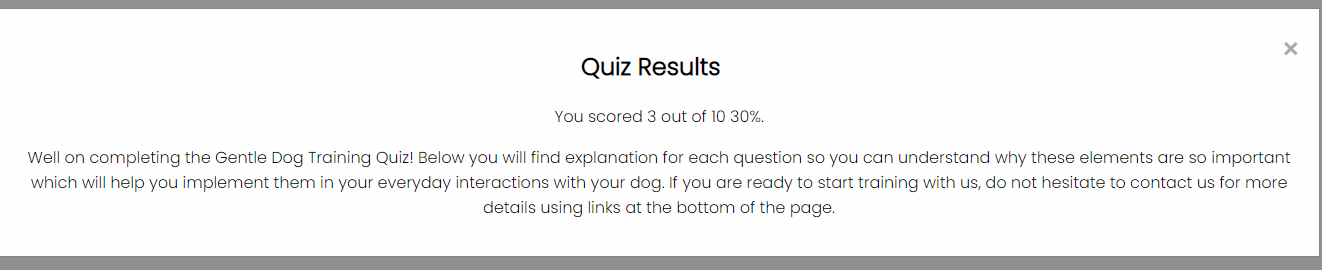 Quiz Results
You scored 3 out of 10 30%.
Well on completing the Gentle Dog Training Quiz! Below you will find explanation for each question so you can understand why these elements are so important
which will help you implement them in your everyday interactions with your dog. If you are ready to start training with us, do not hesitate to contact us for more
details using links at the bottom of the page.